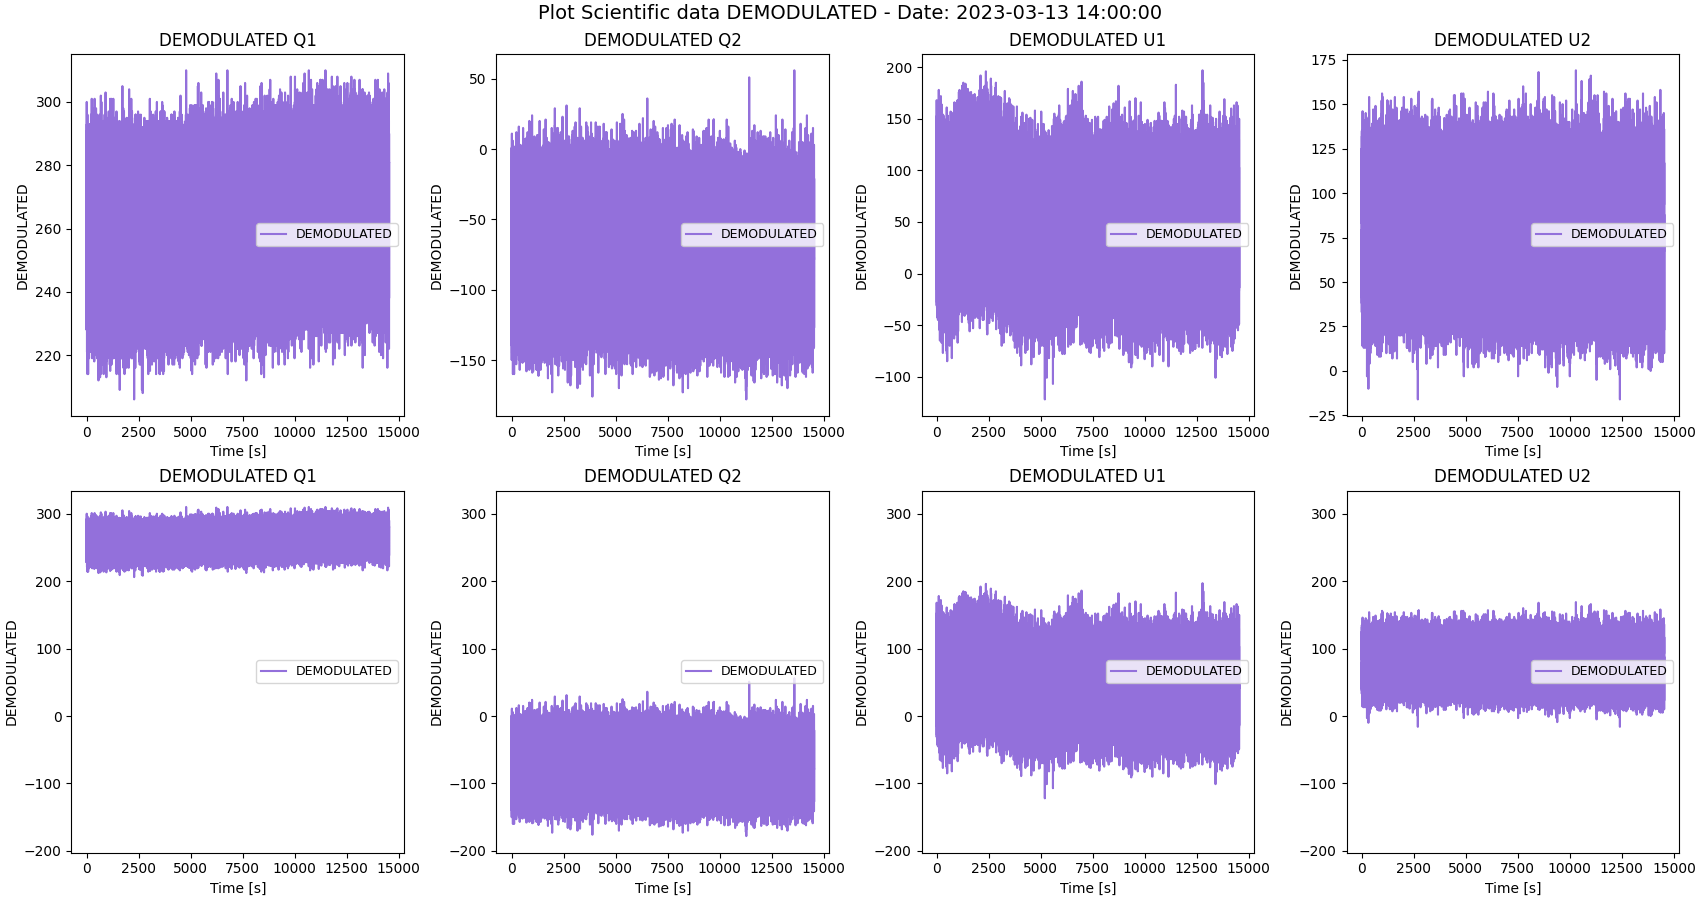 Plot Scientific data DEMODULATED - Date: 2023-03-13 14:00:00
DEMODULATED Q1
DEMODULATED
300
280
260
240
220
DEMODULATED
0 2500 5000 7500 10000 12500 15000
Time [s]
DEMODULATED Q2
DEMODULATED
50
0
−50
−100
−150
DEMODULATED
0 2500 5000 7500 10000 12500 15000
Time [s]
DEMODULATED U1
DEMODULATED
200
150
100
50
0
−50
−100
DEMODULATED
0 2500 5000 7500 10000 12500 15000
Time [s]
DEMODULATED U2
DEMODULATED
175
150
125
100
75
50
25
0
−25
DEMODULATED
0 2500 5000 7500 10000 12500 15000
Time [s]
DEMODULATED Q1
DEMODULATED
300
200
100
0
−100
−200
DEMODULATED
0 2500 5000 7500 10000 12500 15000
Time [s]
DEMODULATED Q2
DEMODULATED
300
200
100
0
−100
−200
DEMODULATED
0 2500 5000 7500 10000 12500 15000
Time [s]
DEMODULATED U1
DEMODULATED
300
200
100
0
−100
−200
DEMODULATED
0 2500 5000 7500 10000 12500 15000
Time [s]
DEMODULATED U2
DEMODULATED
300
200
100
0
−100
−200
DEMODULATED
0 2500 5000 7500 10000 12500 15000
Time [s]